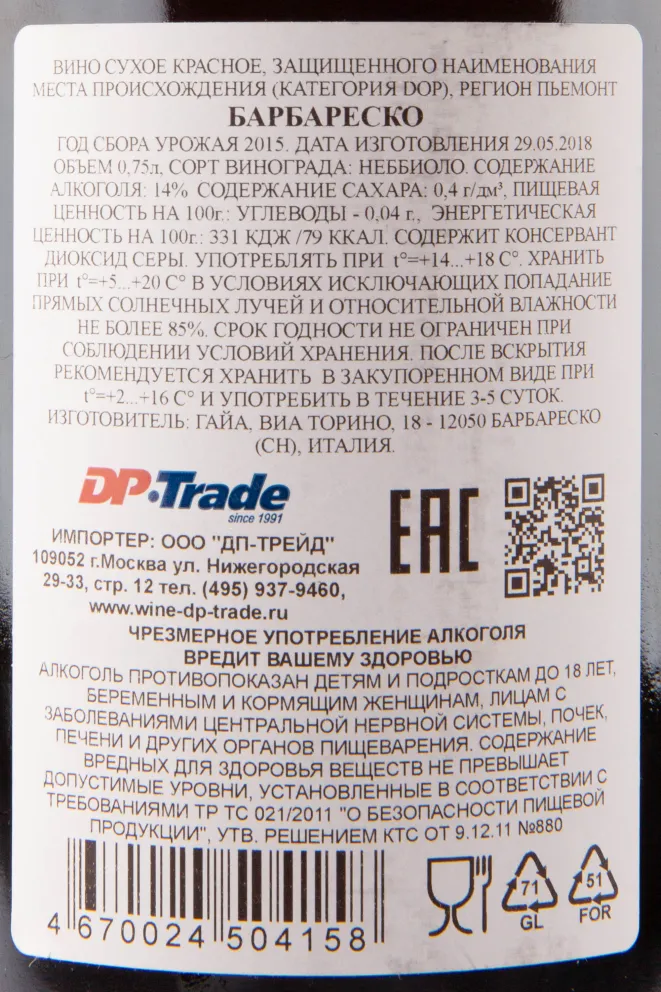 ВИНО СУХОЕ КРАСНОЕ, ЗАЩИЩЕННОГО НАИМЕНОВАНИЯ
МЕСТА ПРОИСХОЖДЕНИЯ (КАТЕГОРИЯ DOP), РЕГИОН ПЬЕМОНТ
БАРБАРЕСКО
ГОД СБОРА УРОЖАЯ 2015. ДАТА ИЗГОТОВЛЕНИЯ 29.05.2018
ОБЪЕМ 0,75л, СОРТ ВИНОГРАДА: НЕББИОЛО. СОДЕРЖАНИЕ
АЛКОГОЛЯ: 14% СОДЕРЖАНИЕ САХАРА: 0,4 г/дм³, ПИЩЕВАЯ
ЦЕННОСТЬ НА 100г.: УГЛЕВОДЫ - 0,04 г., ЭНЕРГЕТИЧЕСКАЯ
ЦЕННОСТЬ НА 100г.: 331 КДЖ /79 ККАЛ. СОДЕРЖИТ КОНСЕРВАНТ
ДИОКСИД СЕРЫ. УПОТРЕБЛЯТЬ ПРИ t°=+14...+18 С°. ХРАНИТЬ
ПРИ t°=+5...+20 С° В УСЛОВИЯХ ИСКЛЮЧАЮЩИХ ПОПАДАНИЕ
ПРЯМЫХ СОЛНЕЧНЫХ ЛУЧЕЙ И ОТНОСИТЕЛЬНОЙ ВЛАЖНОСТИ
НЕ БОЛЕЕ 85%. СРОК ГОДНОСТИ НЕ ОГРАНИЧЕН ПРИ
СОБЛЮДЕНИИ УСЛОВИЙ ХРАНЕНИЯ. ПОСЛЕ ВСКРЫТИЯ
РЕКОМЕНДУЕТСЯ ХРАНИТЬ В ЗАКУПОРЕННОМ ВИДЕ ПРИ
t°=+2...+16 С° И УПОТРЕБИТЬ В ТЕЧЕНИЕ 3-5 СУТОК.
ИЗГОТОВИТЕЛЬ: ГАЙА, ВИА ТОРИНО, 18 - 12050 БАРБАРЕСКО
(CH), ИТАЛИЯ.
DP·Trade
since 1991
EAC
ИМПОРТЕР: ООО "ДП-ТРЕЙД"
109052 г.Москва ул. Нижегородская
29-33, стр. 12 тел. (495) 937-9460,
www.wine-dp-trade.ru
ЧРЕЗМЕРНОЕ УПОТРЕБЛЕНИЕ АЛКОГОЛЯ
ВРЕДИТ ВАШЕМУ ЗДОРОВЬЮ
АЛКОГОЛЬ ПРОТИВОПОКАЗАН ДЕТЯМ И ПОДРОСТКАМ ДО 18 ЛЕТ,
БЕРЕМЕННЫМ И КОРМЯЩИМ ЖЕНЩИНАМ, ЛИЦАМ С
ЗАБОЛЕВАНИЯМИ ЦЕНТРАЛЬНОЙ НЕРВНОЙ СИСТЕМЫ, ПОЧЕК,
ПЕЧЕНИ И ДРУГИХ ОРГАНОВ ПИЩЕВАРЕНИЯ. СОДЕРЖАНИЕ
ВРЕДНЫХ ДЛЯ ЗДОРОВЬЯ ВЕЩЕСТВ НЕ ПРЕВЫШАЕТ
ДОПУСТИМЫЕ УРОВНИ, УСТАНОВЛЕННЫЕ В СООТВЕТСТВИИ С
ТРЕБОВАНИЯМИ ТР ТС 021/2011 "О БЕЗОПАСНОСТИ ПИЩЕВОЙ
ПРОДУКЦИИ", УТВ. РЕШЕНИЕМ КТС ОТ 9.12.11 №880
4 670024 504158
71
GL
51
FOR